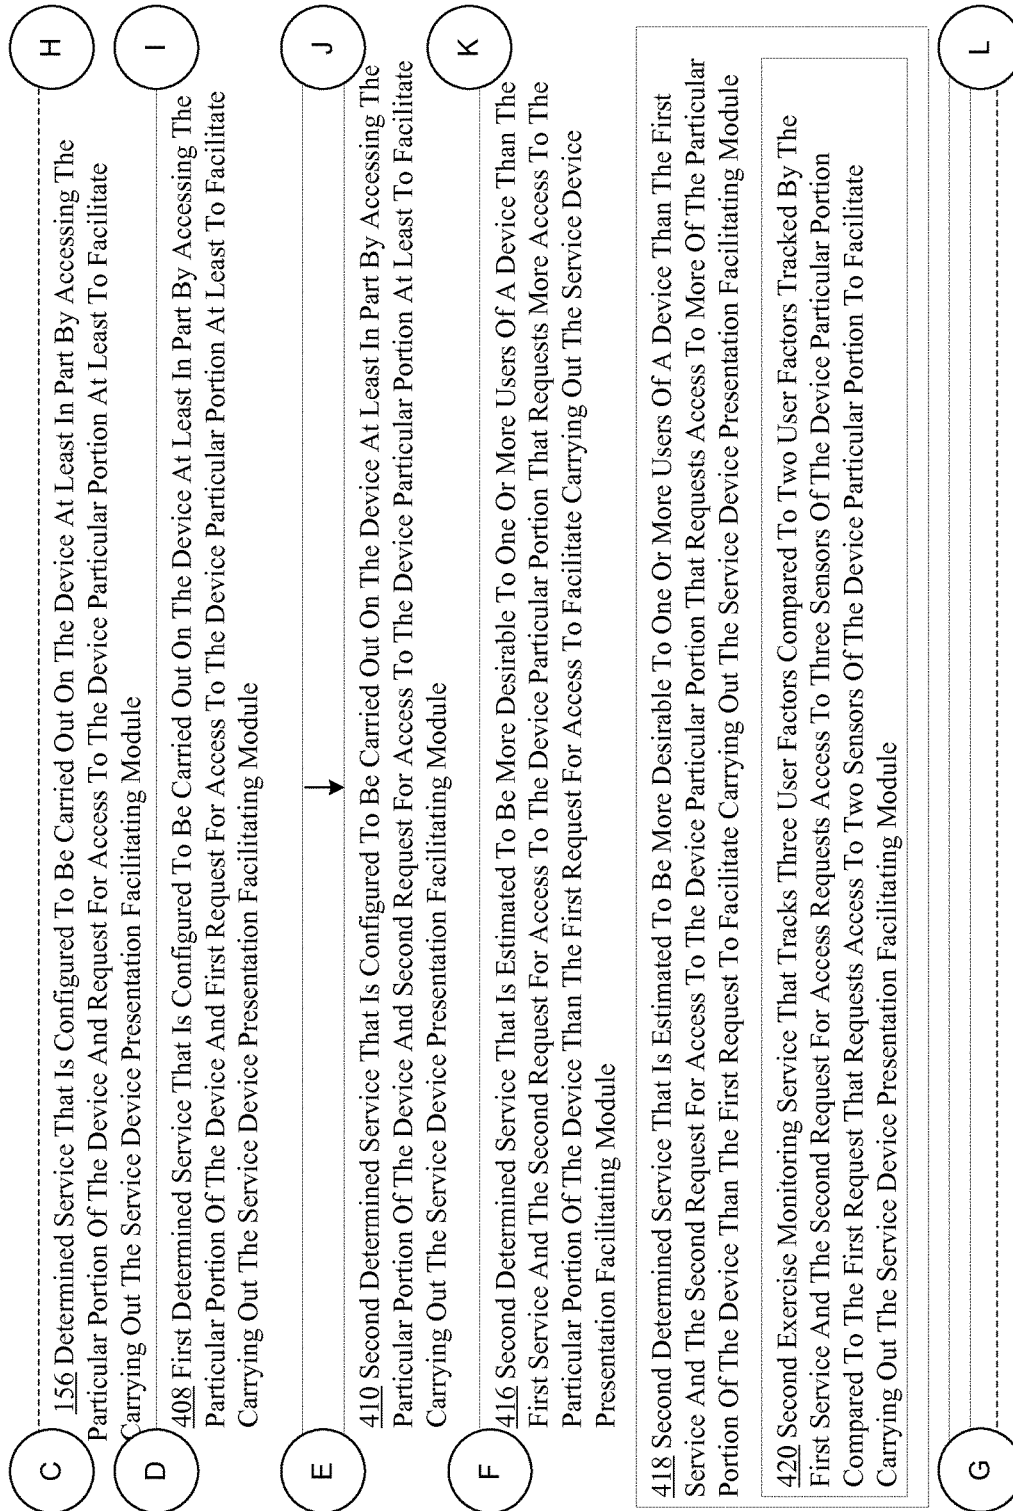 C
H
156 Determined Service That Is Configured To Be Carried Out On The Device At Least In Part By Accessing The
Particular Portion Of The Device And Request For Access To The Device Particular Portion At Least To Facilitate
Carrying Out The Service Device Presentation Facilitating Module
D
I
408 First Determined Service That Is Configured To Be Carried Out On The Device At Least In Part By Accessing The
Particular Portion Of The Device And First Request For Access To The Device Particular Portion At Least To Facilitate
Carrying Out The Service Device Presentation Facilitating Module
E
J
410 Second Determined Service That Is Configured To Be Carried Out On The Device At Least In Part By Accessing The
Particular Portion Of The Device And Second Request For Access To The Device Particular Portion At Least To Facilitate
Carrying Out The Service Device Presentation Facilitating Module
F
K
416 Second Determined Service That Is Estimated To Be More Desirable To One Or More Users Of A Device Than The
First Service And The Second Request For Access To The Device Particular Portion That Requests More Access To The
Particular Portion Of The Device Than The First Request For Access To Facilitate Carrying Out The Service Device
Presentation Facilitating Module
418 Second Determined Service That Is Estimated To Be More Desirable To One Or More Users Of A Device Than The First
Service And The Second Request For Access To The Device Particular Portion That Requests Access To More Of The Particular
Portion Of The Device Than The First Request To Facilitate Carrying Out The Service Device Presentation Facilitating Module
420 Second Exercise Monitoring Service That Tracks Three User Factors Compared To Two User Factors Tracked By The
First Service And The Second Request For Access Requests Access To Three Sensors Of The Device Particular Portion
Compared To The First Request That Requests Access To Two Sensors Of The Device Particular Portion To Facilitate
Carrying Out The Service Device Presentation Facilitating Module
G
L